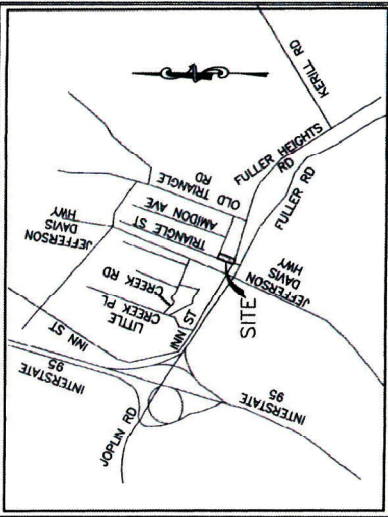 KERILL RD
FULLER HEIGHTS
RD
FULLER RD
OLD TRIANGLE
RD
AMIDON AVE
TRIANGLE ST
JEFFERSON
DAVIS
HWY
JEFFERSON
DAVIS
HWY
CREEK RD
LITTLE
CREEK PL
INN ST
INN ST
SITE
INTERSTATE
95
INTERSTATE
95
JOPLIN RD